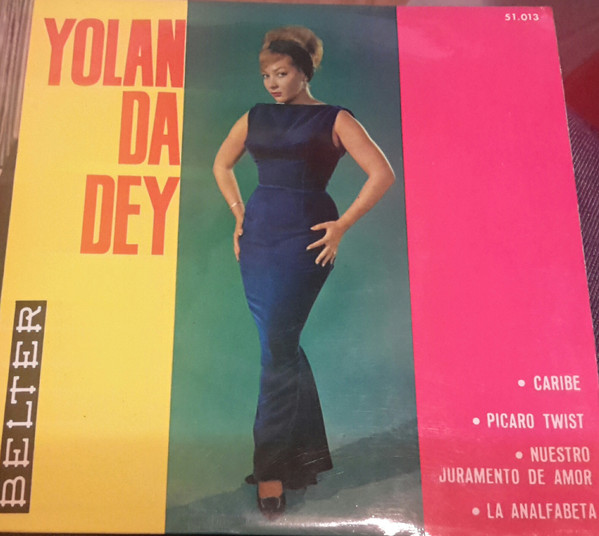 YOLAN
DA
DEY
51.013
BELTER
• CARIBE
• PICARO TWIST
• NUESTRO
JURAMENTO DE AMOR
• LA ANALFABETA